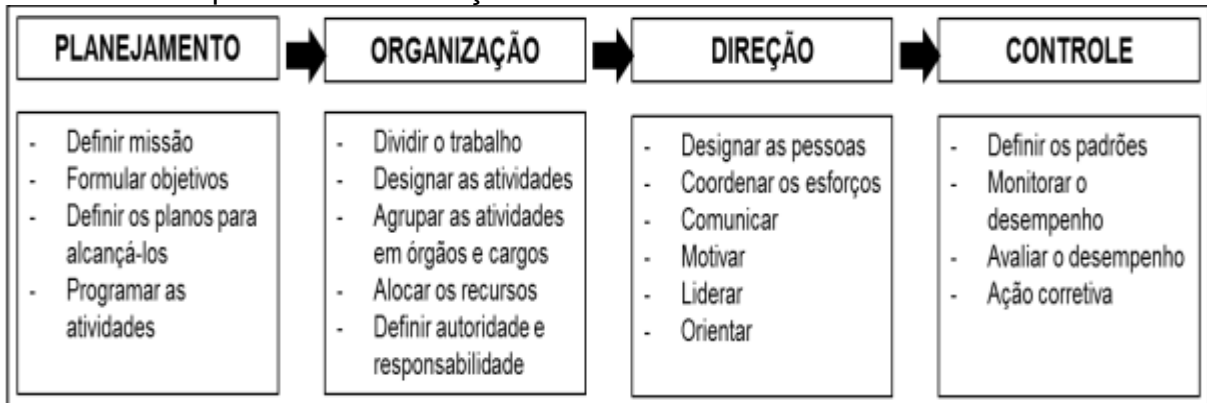 PLANEJAMENTO
- Definir missão
- Formular objetivos
- Definir os planos para
alcançá-los
- Programar as
atividades
ORGANIZAÇÃO
- Dividir o trabalho
- Designar as atividades
- Agrupar as atividades
em órgãos e cargos
- Alocar os recursos
- Definir autoridade e
responsabilidade
DIREÇÃO
- Designar as pessoas
- Coordenar os esforços
- Comunicar
- Motivar
- Liderar
- Orientar
CONTROLE
- Definir os padrões
- Monitorar o
desempenho
- Avaliar o desempenho
- Ação corretiva